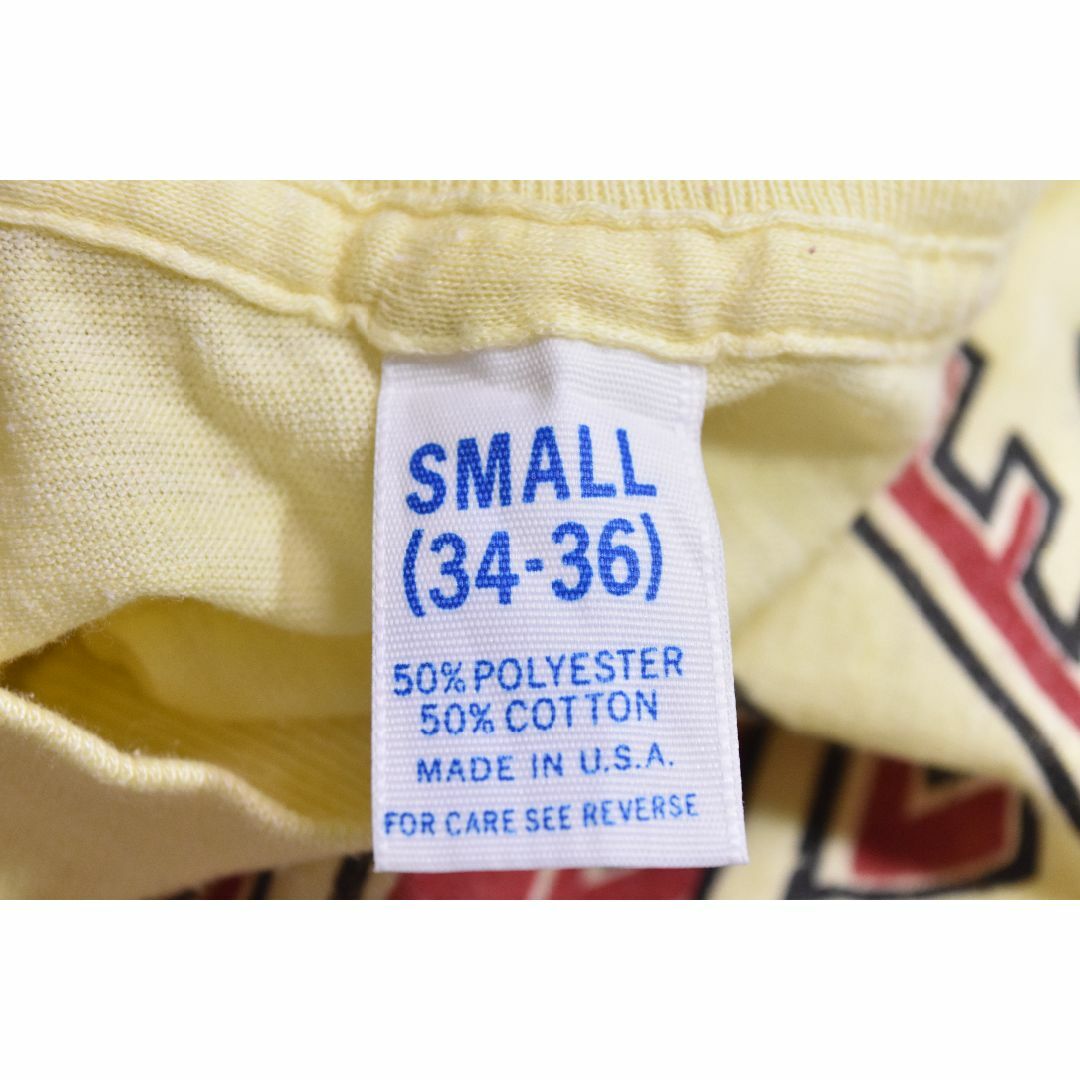 SMALL
(34-36)
50% POLYESTER
50% COTTON
MADE IN U.S.A.
FOR CARE SEE REVERSE